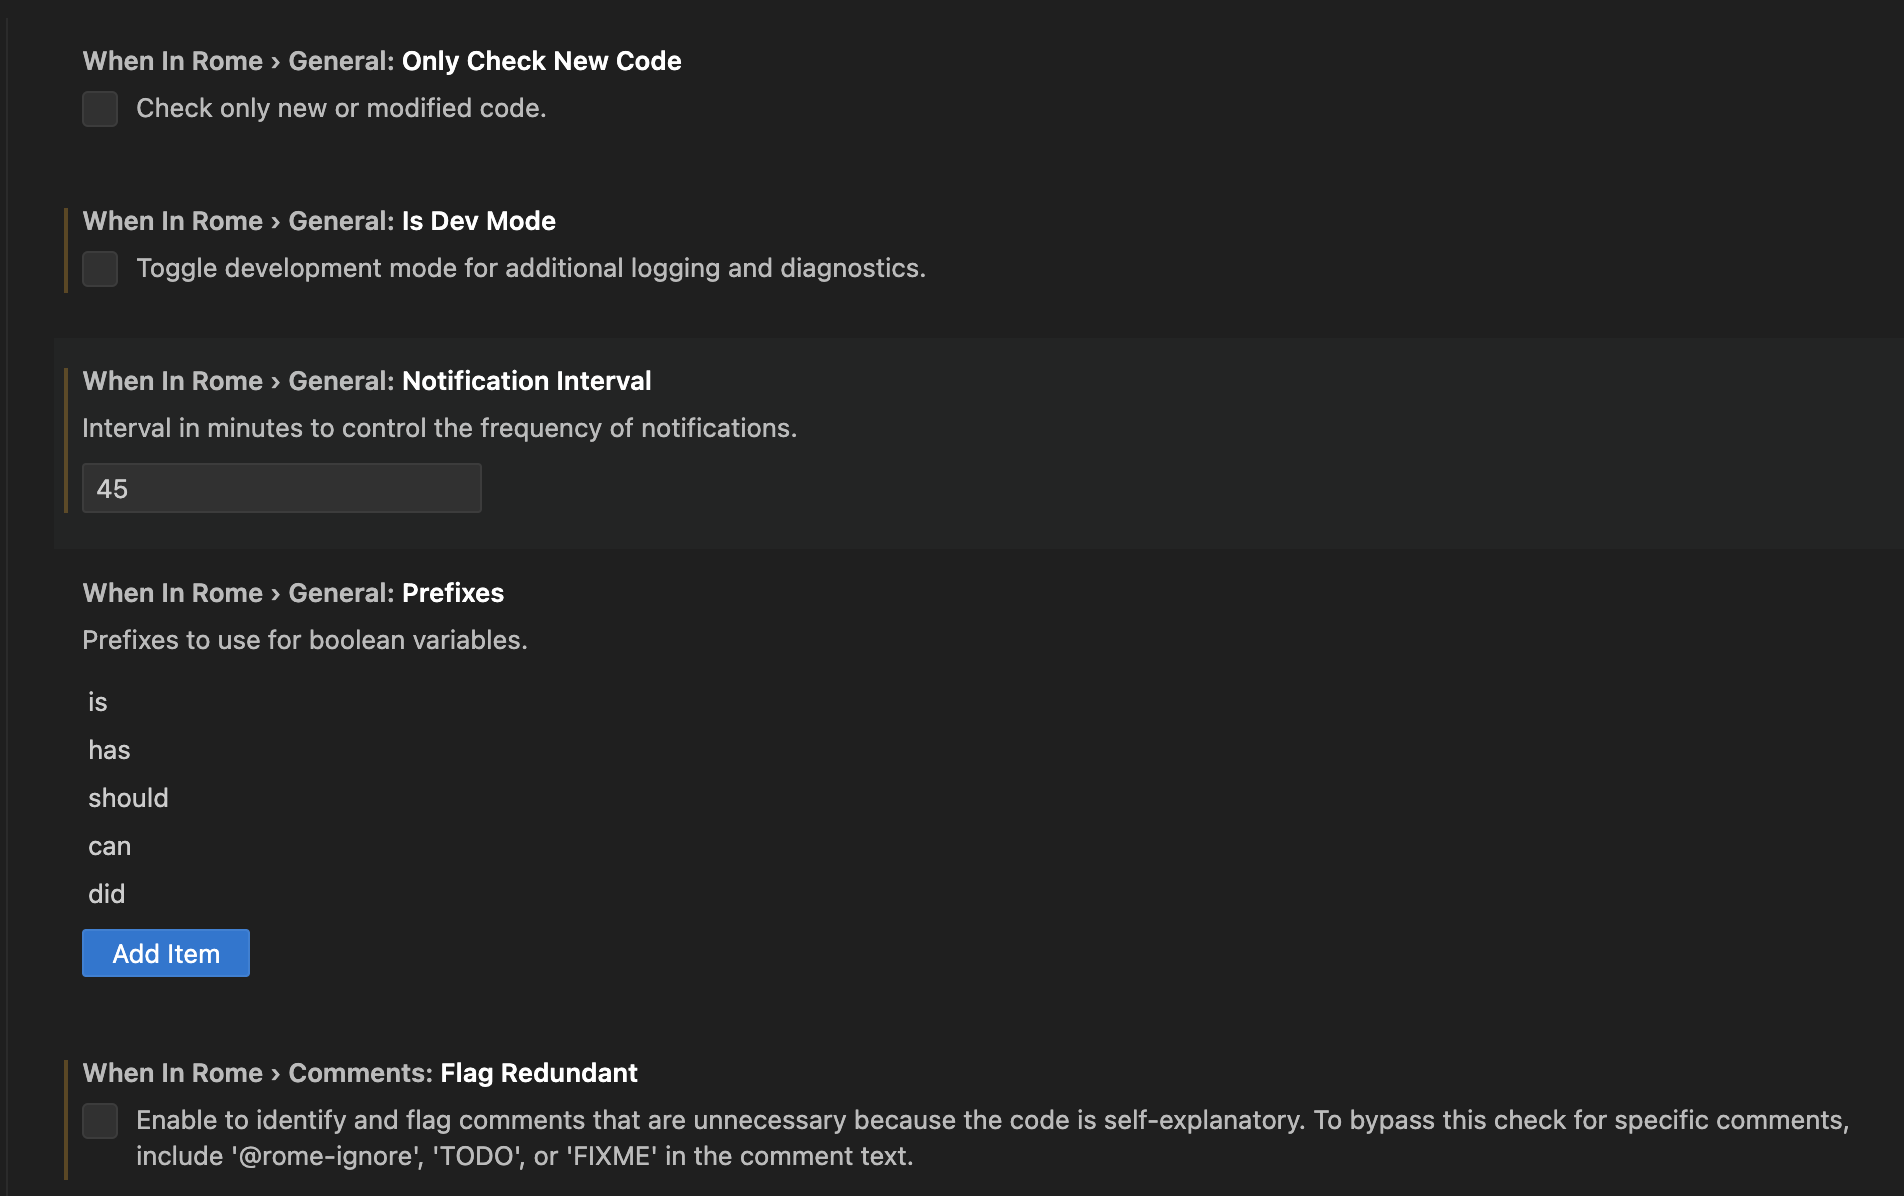 When In Rome › General: Only Check New Code
Check only new or modified code.
When In Rome › General: Is Dev Mode
Toggle development mode for additional logging and diagnostics.
When In Rome › General: Notification Interval
Interval in minutes to control the frequency of notifications.
45
When In Rome › General: Prefixes
Prefixes to use for boolean variables.
is
has
should
can
did
Add Item
When In Rome › Comments: Flag Redundant
Enable to identify and flag comments that are unnecessary because the code is self-explanatory. To bypass this check for specific comments,
include '@rome-ignore', 'TODO', or 'FIXME' in the comment text.